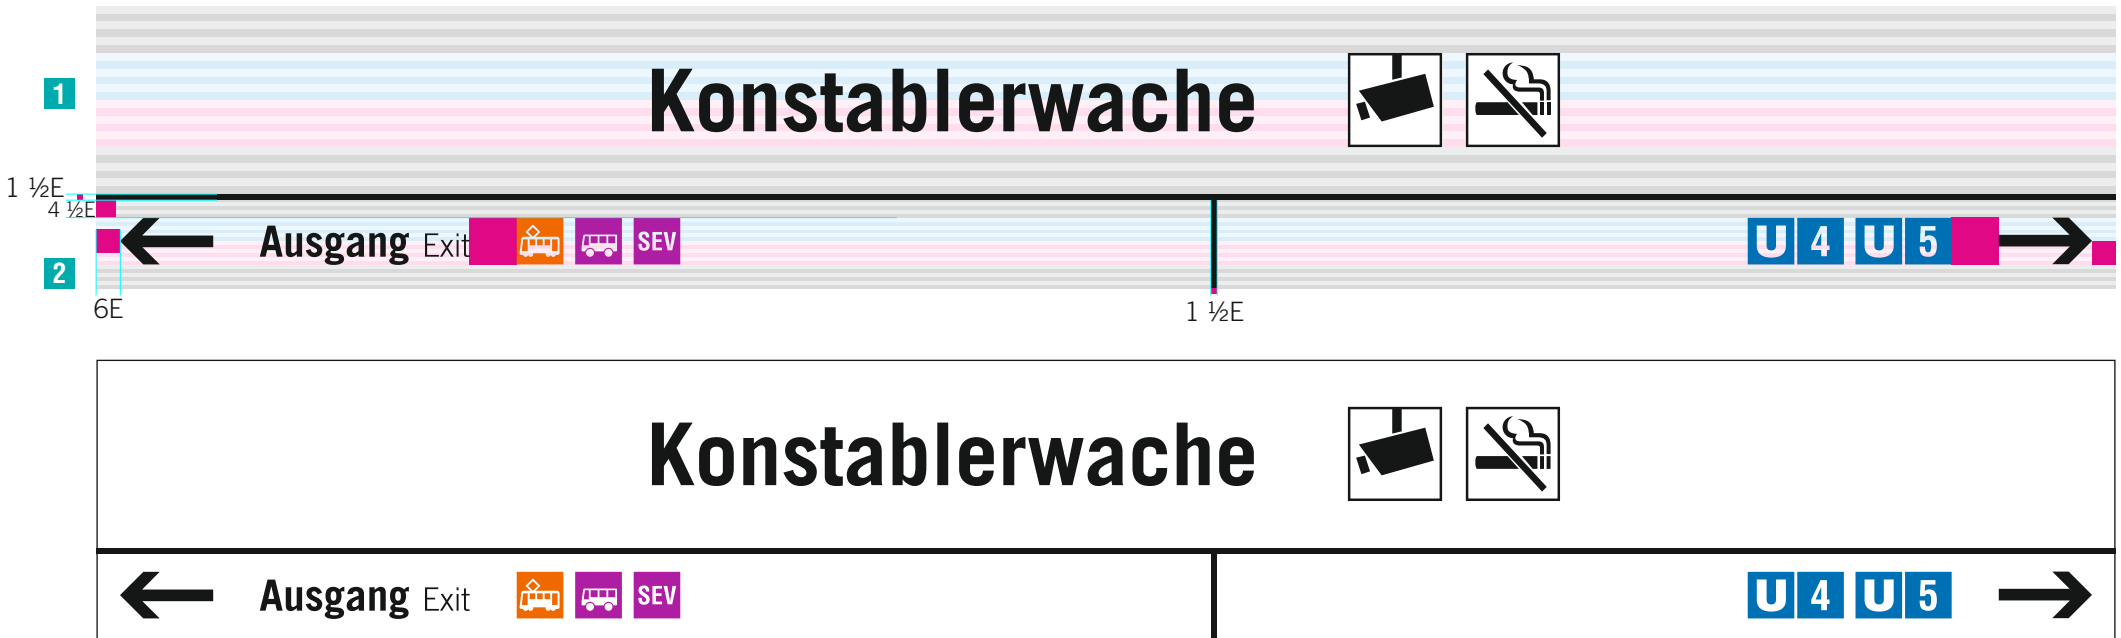 1 Konstablerwache
1 ½E
4 ½E
Ausgang Exit SEV U 4 U 5
2
6E 1 ½E
Konstablerwache
Ausgang Exit SEV U 4 U 5